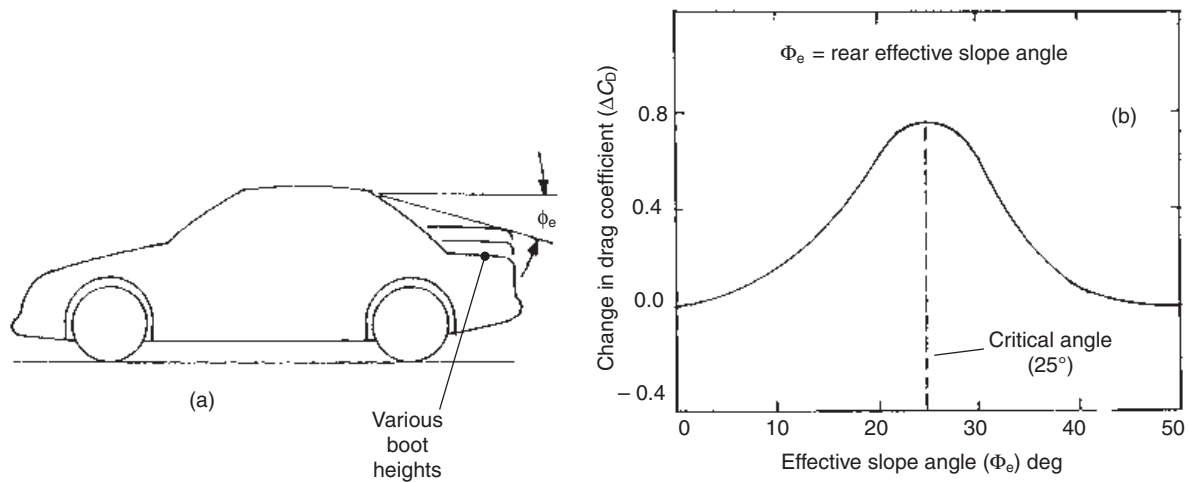 ϕe
Various
boot
heights
(a)
Φe = rear effective slope angle
(b)
Change in drag coefficient (ΔCD)
0.8
0.4
0.0
– 0.4
Critical angle
(25°)
0 10 20 30 40 50
Effective slope angle (Φe) deg